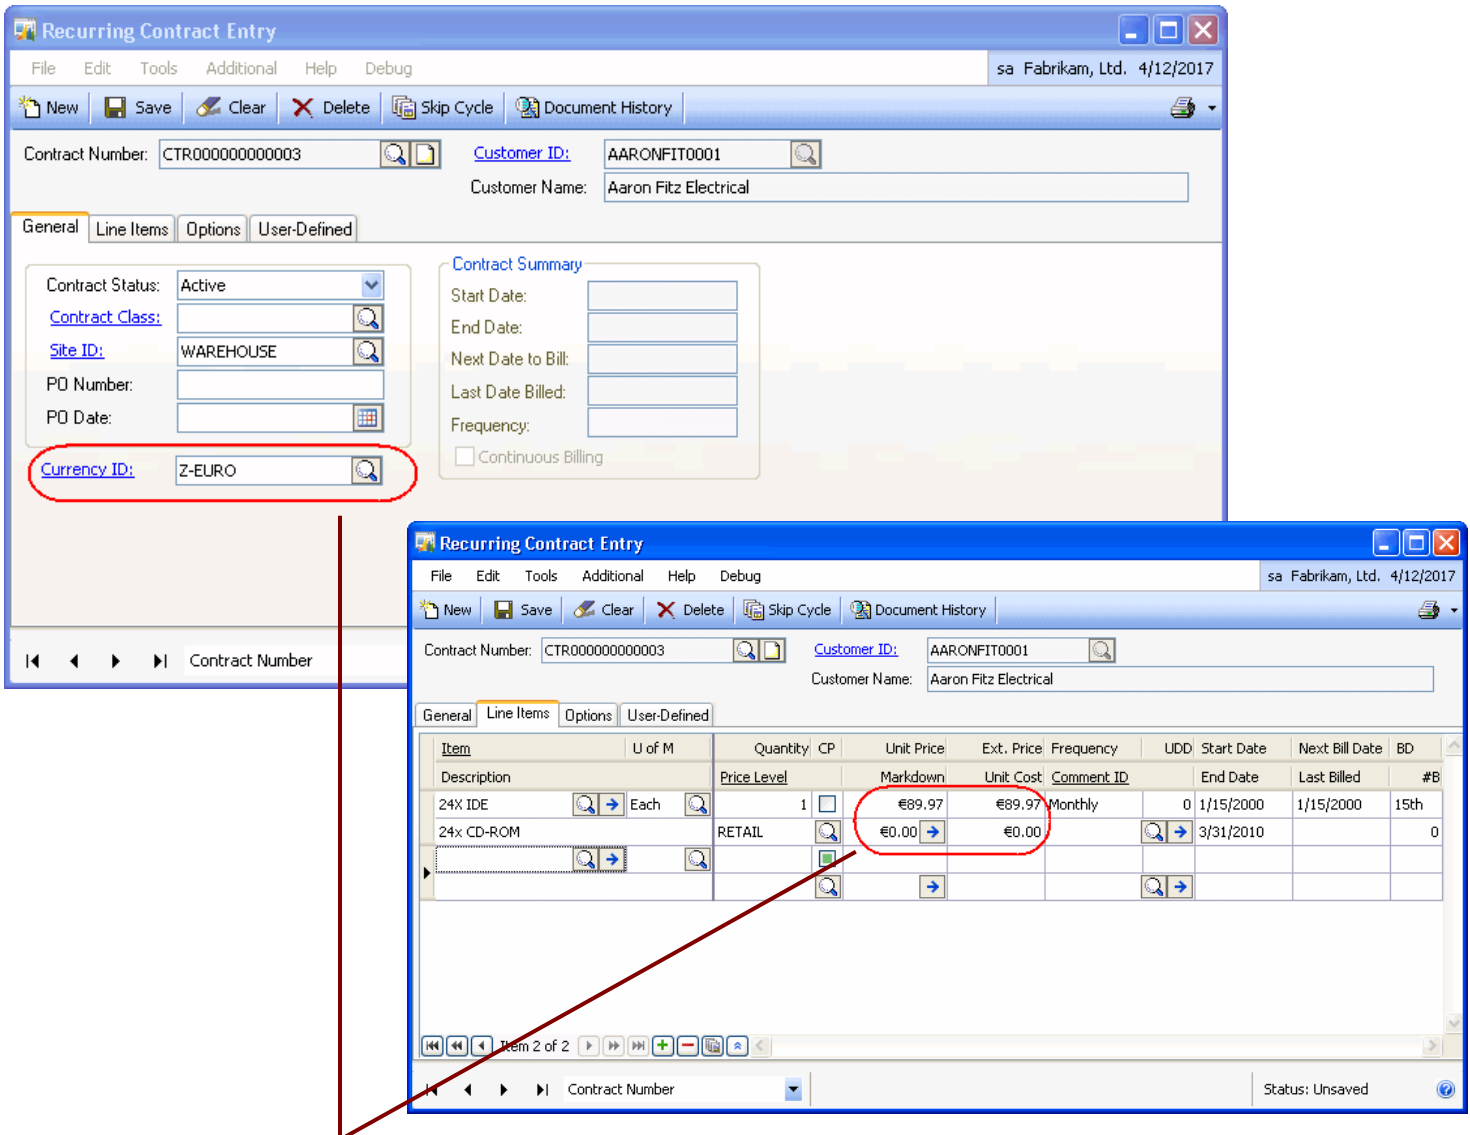 Recurring Contract Entry
File Edit Tools Additional Help Debug sa Fabrikam, Ltd. 4/12/2017
New Save Clear Delete Skip Cycle Document History
Contract Number: CTR000000000003 Customer ID: AARONFIT0001
Customer Name: Aaron Fitz Electrical
General Line Items Options User-Defined
Contract Summary
Contract Status: Active Start Date:
Contract Class: End Date:
Site ID: WAREHOUSE Next Date to Bill:
PO Number: Last Date Billed:
PO Date: Frequency:
Continuous Billing
Currency ID: Z-EURO
Contract Number
Recurring Contract Entry
File Edit Tools Additional Help Debug sa Fabrikam, Ltd. 4/12/2017
New Save Clear Delete Skip Cycle Document History
Contract Number: CTR000000000003 Customer ID: AARONFIT0001
Customer Name: Aaron Fitz Electrical
General Line Items Options User-Defined
Item U of M Quantity CP Unit Price Ext. Price Frequency UDD Start Date Next Bill Date BD
Description Price Level Markdown Unit Cost Comment ID End Date Last Billed #B
24X IDE Each 1 €89.97 €89.97 Monthly 0 1/15/2000 1/15/2000 15th
24x CD-ROM RETAIL €0.00 €0.00 3/31/2010 0
Item 2 of 2
Contract Number Status: Unsaved